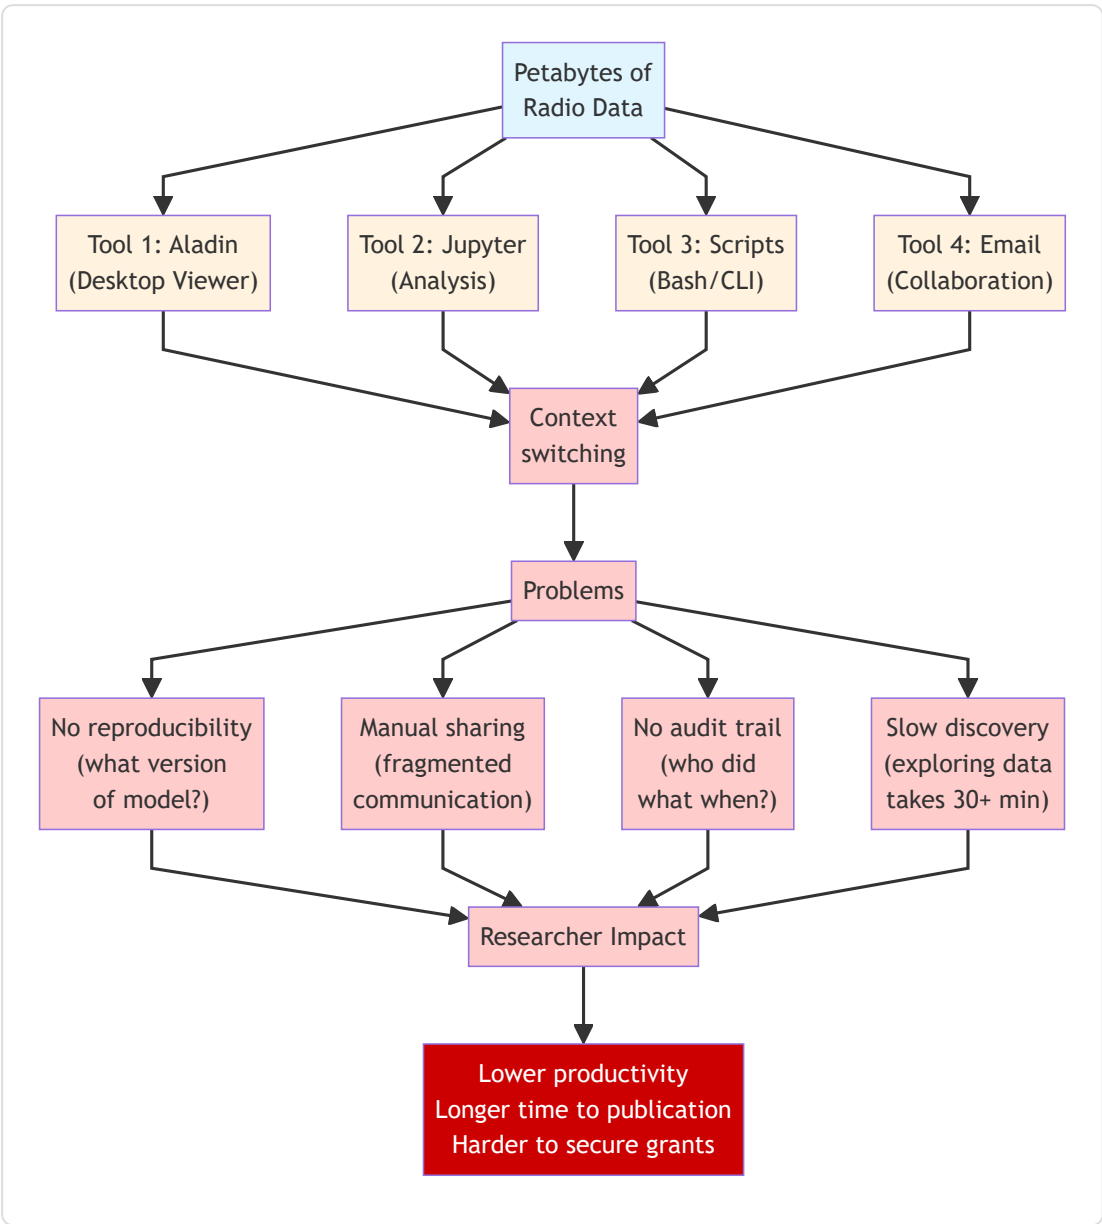 Petabytes of
Radio Data
Tool 1: Aladin
(Desktop Viewer)
Tool 2: Jupyter
(Analysis)
Tool 3: Scripts
(Bash/CLI)
Tool 4: Email
(Collaboration)
Context
switching
Problems
No reproducibility
(what version
of model?)
Manual sharing
(fragmented
communication)
No audit trail
(who did
what when?)
Slow discovery
(exploring data
takes 30+ min)
Researcher Impact
Lower productivity
Longer time to publication
Harder to secure grants